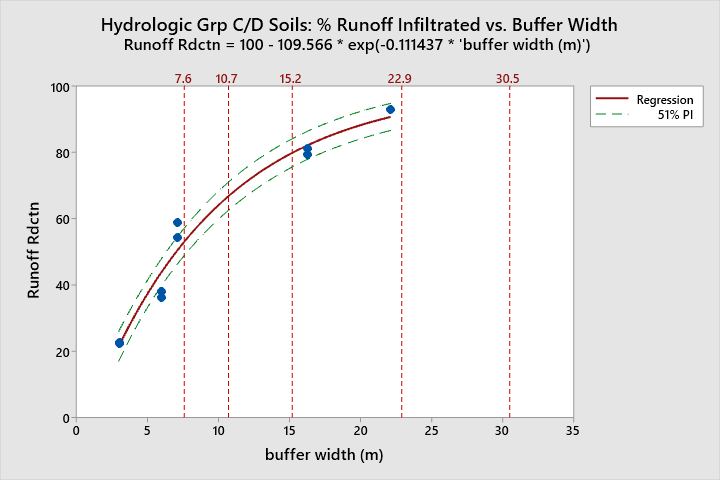 Hydrologic Grp C/D Soils: % Runoff Infiltrated vs. Buffer Width
Runoff Rdctn = 100 - 109.566 * exp(-0.111437 * 'buffer width (m)')
7.6 10.7 15.2 22.9 30.5
Regression
51% PI
100
80
60
40
20
0
Runoff Rdctn
0 5 10 15 20 25 30 35
buffer width (m)